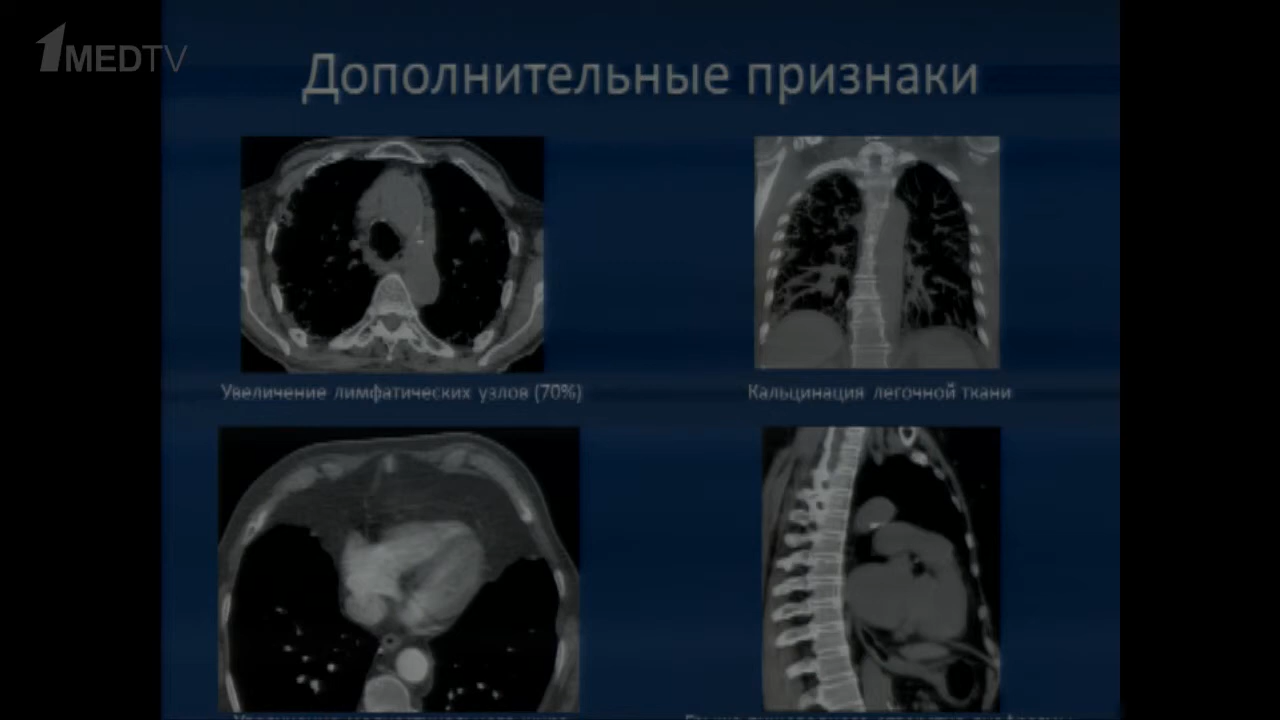 1MEDTV
Дополнительные признаки
Увеличение лимфатических узлов (70%)
Кальцинация легочной ткани